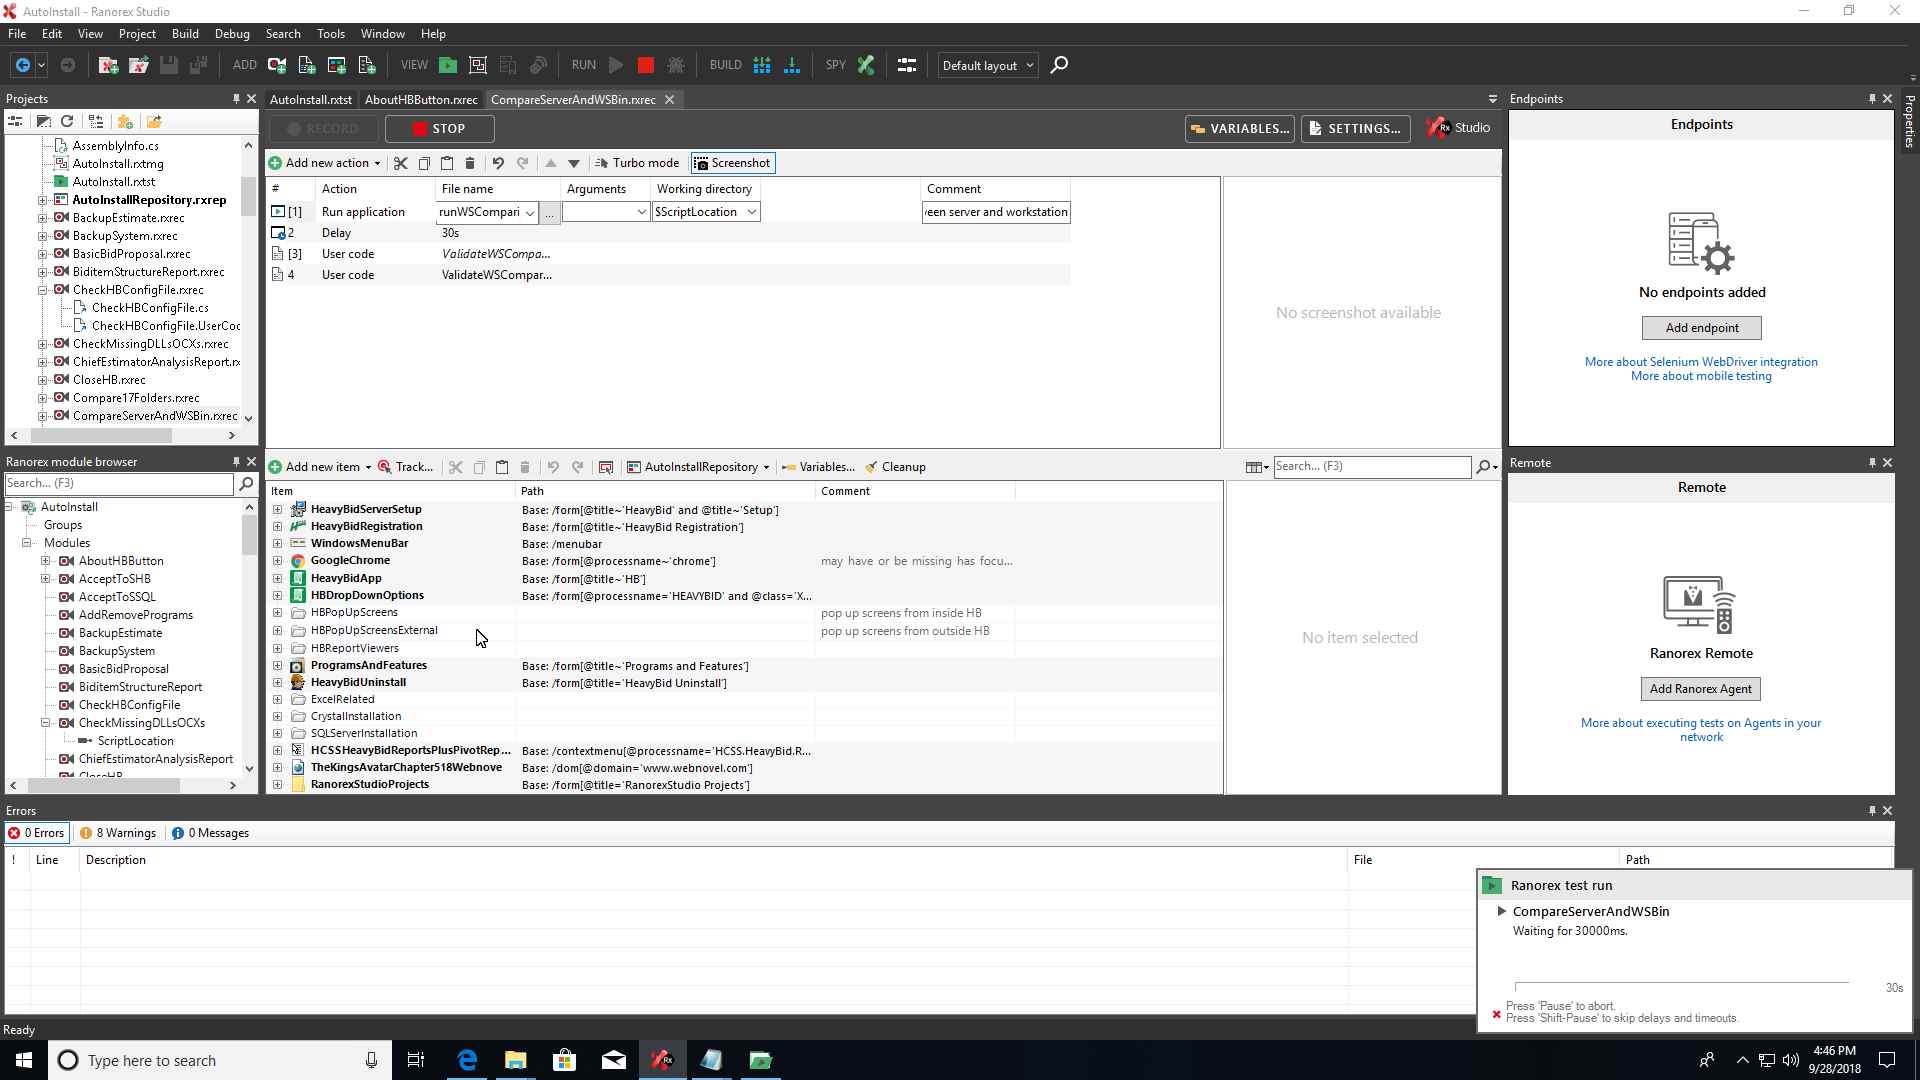 AutoInstall - Ranorex Studio
File Edit View Project Build Debug Search Tools Window Help
ADD VIEW RUN BUILD SPY Default layout
Projects
AssemblyInfo.cs
AutoInstall.rxtmg
AutoInstall.rxtst
AutoInstallRepository.rxrep
BackupEstimate.rxrec
BackupSystem.rxrec
BasicBidProposal.rxrec
BiditemStructureReport.rxrec
CheckHBConfigFile.rxrec
CheckHBConfigFile.cs
CheckHBConfigFile.UserCoc
CheckMissingDLLsOCXs.rxrec
ChiefEstimatorAnalysisReport.rx
CloseHB.rxrec
Compare17Folders.rxrec
CompareServerAndWSBin.rxrec
Ranorex module browser
Search... (F3)
AutoInstall
Groups
Modules
AboutHBButton
AcceptToSHB
AcceptToSSQL
AddRemovePrograms
BackupEstimate
BackupSystem
BasicBidProposal
BiditemStructureReport
CheckHBConfigFile
CheckMissingDLLsOCXs
ScriptLocation
ChiefEstimatorAnalysisReport
CloseHB
AutoInstall.rxtst AboutHBButton.rxrec CompareServerAndWSBin.rxrec
RECORD STOP VARIABLES... SETTINGS... Rx Studio
Add new action Turbo mode Screenshot
# Action File name Arguments Working directory Comment
[1] Run application runWSCompari ... $ScriptLocation veen server and workstation
2 Delay 30s
[3] User code ValidateWSCompa...
4 User code ValidateWSCompar...
No screenshot available
Add new item Track... AutoInstallRepository Variables... Cleanup Search... (F3)
Item Path Comment
HeavyBidServerSetup Base: /form[@title~'HeavyBid' and @title~'Setup']
HeavyBidRegistration Base: /form[@title~'HeavyBid Registration']
WindowsMenuBar Base: /menubar
GoogleChrome Base: /form[@processname~'chrome'] may have or be missing has focu...
HeavyBidApp Base: /form[@title~'HB']
HBDropDownOptions Base: /form[@processname='HEAVYBID' and @class='X...
HBPopUpScreens pop up screens from inside HB
HBPopUpScreensExternal pop up screens from outside HB
HBReportViewers
ProgramsAndFeatures Base: /form[@title~'Programs and Features']
HeavyBidUninstall Base: /form[@title='HeavyBid Uninstall']
ExcelRelated
CrystalInstallation
SQLServerInstallation
HCSSHeavyBidReportsPlusPivotRep... Base: /contextmenu[@processname='HCSS.HeavyBid.R...
TheKingsAvatarChapter518Webnove Base: /dom[@domain='www.webnovel.com']
RanorexStudioProjects Base: /form[@title='RanorexStudio Projects']
No item selected
Endpoints
Endpoints
No endpoints added
Add endpoint
More about Selenium WebDriver integration
More about mobile testing
Remote
Remote
Ranorex Remote
Add Ranorex Agent
More about executing tests on Agents in your
network
Properties
Errors
0 Errors 8 Warnings 0 Messages
! Line Description File Path
Ranorex test run
CompareServerAndWSBin
Waiting for 30000ms.
30s
Press 'Pause' to abort.
Press 'Shift-Pause' to skip delays and timeouts.
Ready
Type here to search
4:46 PM
9/28/2018